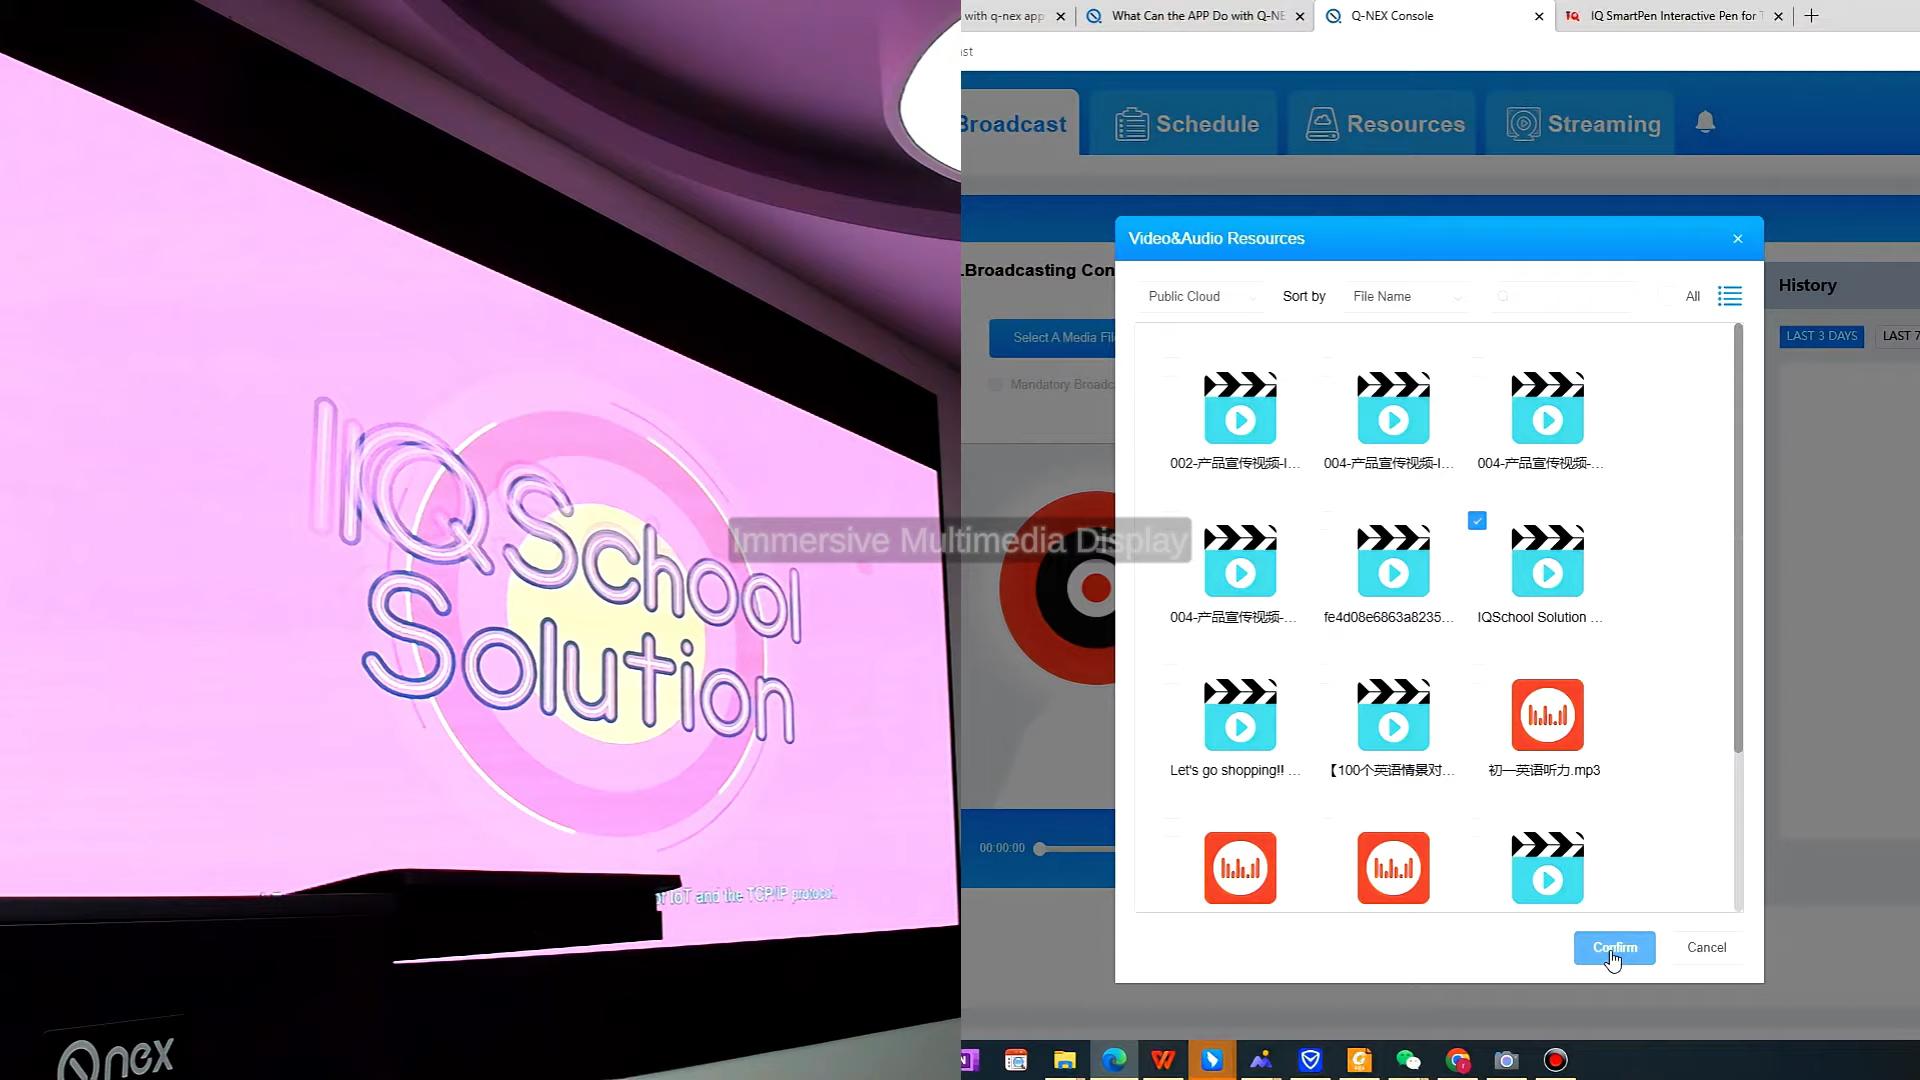 IQSchool
Solution
of IoT and the TCP/IP protocol.
Qnex
Immersive Multimedia Display
with q-nex app
What Can the APP Do with Q-NE
Q-NEX Console
IQ SmartPen Interactive Pen for T
ast
Broadcast
Schedule
Resources
Streaming
Video&Audio Resources
.Broadcasting Con
History
Public Cloud
Sort by
File Name
All
Select A Media Fil
LAST 3 DAYS
LAST 7
Mandatory Broadc
002-产品宣传视频-I...
004-产品宣传视频-I...
004-产品宣传视频-...
004-产品宣传视频-...
fe4d08e6863a8235...
IQSchool Solution ...
Let's go shopping!! ...
【100个英语情景对...
初一英语听力.mp3
00:00:00
Confirm
Cancel